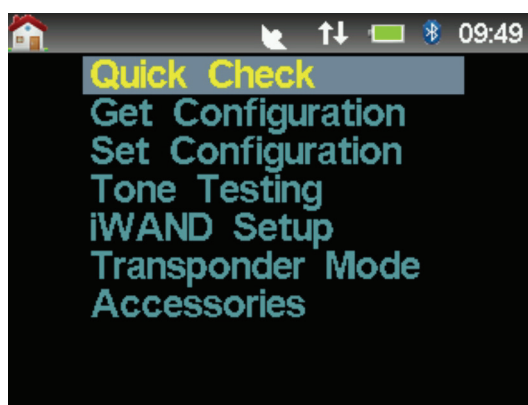 09:49
Quick Check
Get Configuration
Set Configuration
Tone Testing
iWAND Setup
Transponder Mode
Accessories